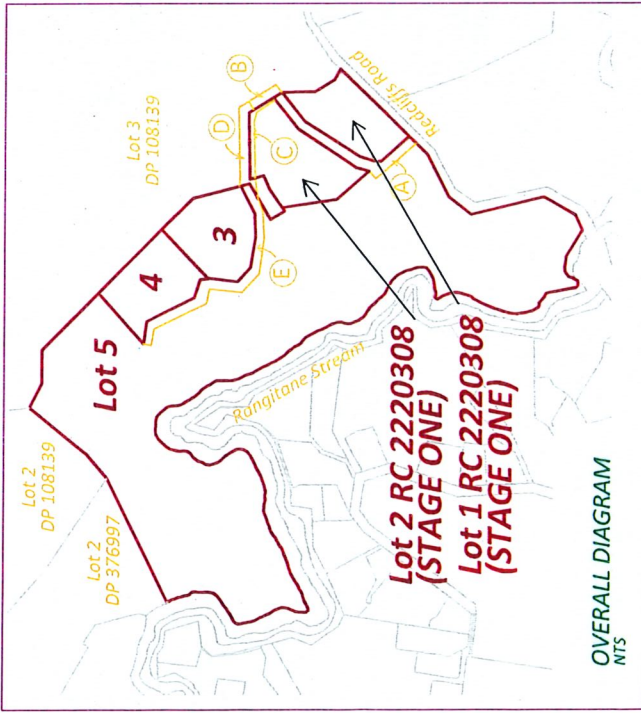 Lot 3
DP 108139
B
D
C
Redcliffs Road
A
3
E
4
Lot 5
Lot 2
DP 108139
Lot 2
DP 376997
Rangitane Stream
Lot 2 RC 2220308
(STAGE ONE)
Lot 1 RC 2220308
(STAGE ONE)
OVERALL DIAGRAM
NTS